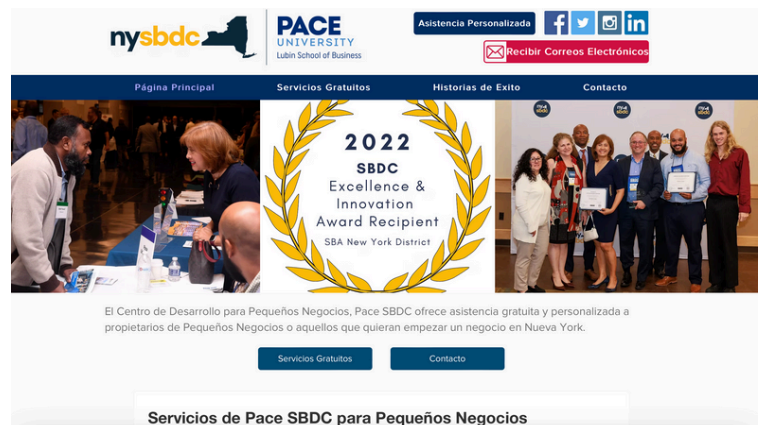 nysbdc
PACE
UNIVERSITY
Lubin School of Business
Asistencia Personalizada
Recibir Correos Electrónicos
Página Principal
Servicios Gratuitos
Historias de Exito
Contacto
2022
SBDC
Excellence &
Innovation
Award Recipient
SBA New York District
El Centro de Desarrollo para Pequeños Negocios, Pace SBDC ofrece asistencia gratuita y personalizada a
propietarios de Pequeños Negocios o aquellos que quieran empezar un negocio en Nueva York.
Servicios Gratuitos
Contacto
Servicios de Pace SBDC para Pequeños Negocios